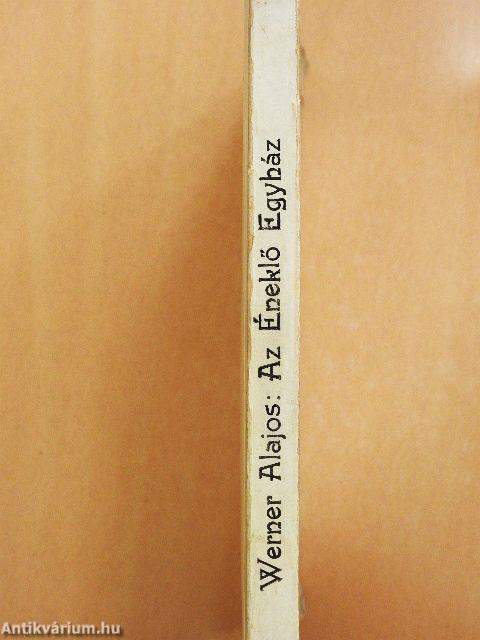 Werner Alajos: Az Éneklő Egyház
Antikvárium.hu